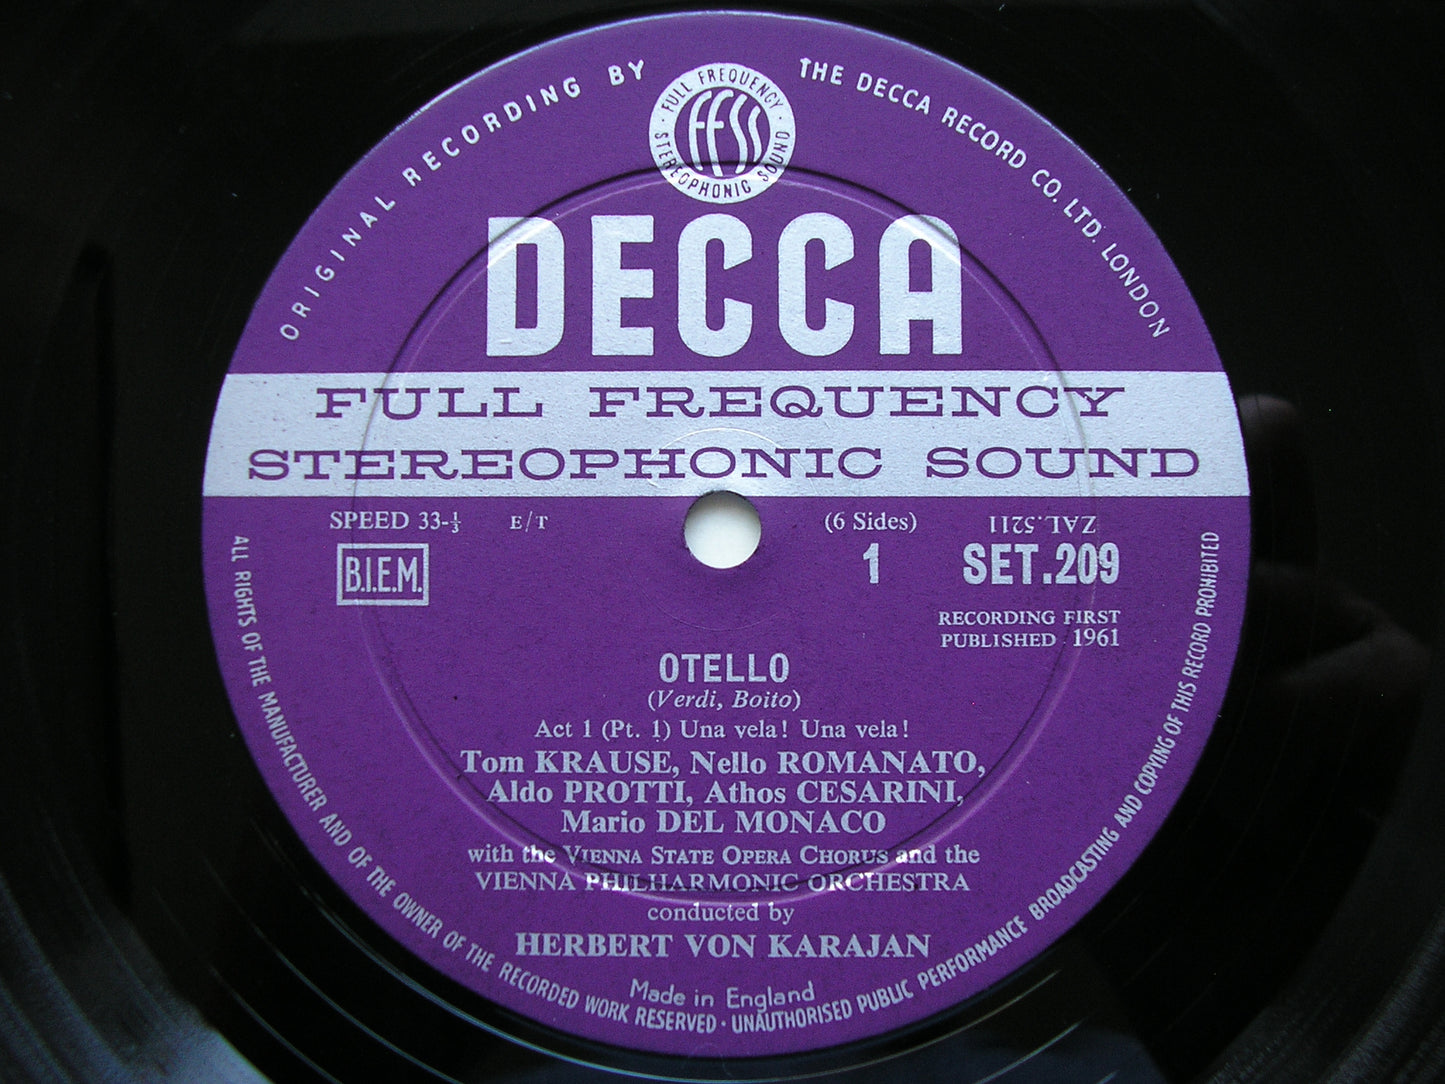 ORIGINAL RECORDING BY
THE DECCA RECORD CO. LTD. LONDON
FULL FREQUENCY
FFSS
STEREOPHONIC SOUND
DECCA
FULL FREQUENCY
STEREOPHONIC SOUND
SPEED 33-⅓ E/T (6 Sides) ZAL.5211
B.I.E.M. 1 SET.209
RECORDING FIRST
PUBLISHED 1961
OTELLO
(Verdi, Boito)
Act 1 (Pt. 1) Una vela! Una vela!
Tom KRAUSE, Nello ROMANATO,
Aldo PROTTI, Athos CESARINI,
Mario DEL MONACO
with the VIENNA STATE OPERA CHORUS and the
VIENNA PHILHARMONIC ORCHESTRA
conducted by
HERBERT VON KARAJAN
Made in England
ALL RIGHTS OF THE MANUFACTURER AND OF THE OWNER OF THE RECORDED WORK RESERVED · UNAUTHORISED PUBLIC PERFORMANCE BROADCASTING AND COPYING OF THIS RECORD PROHIBITED